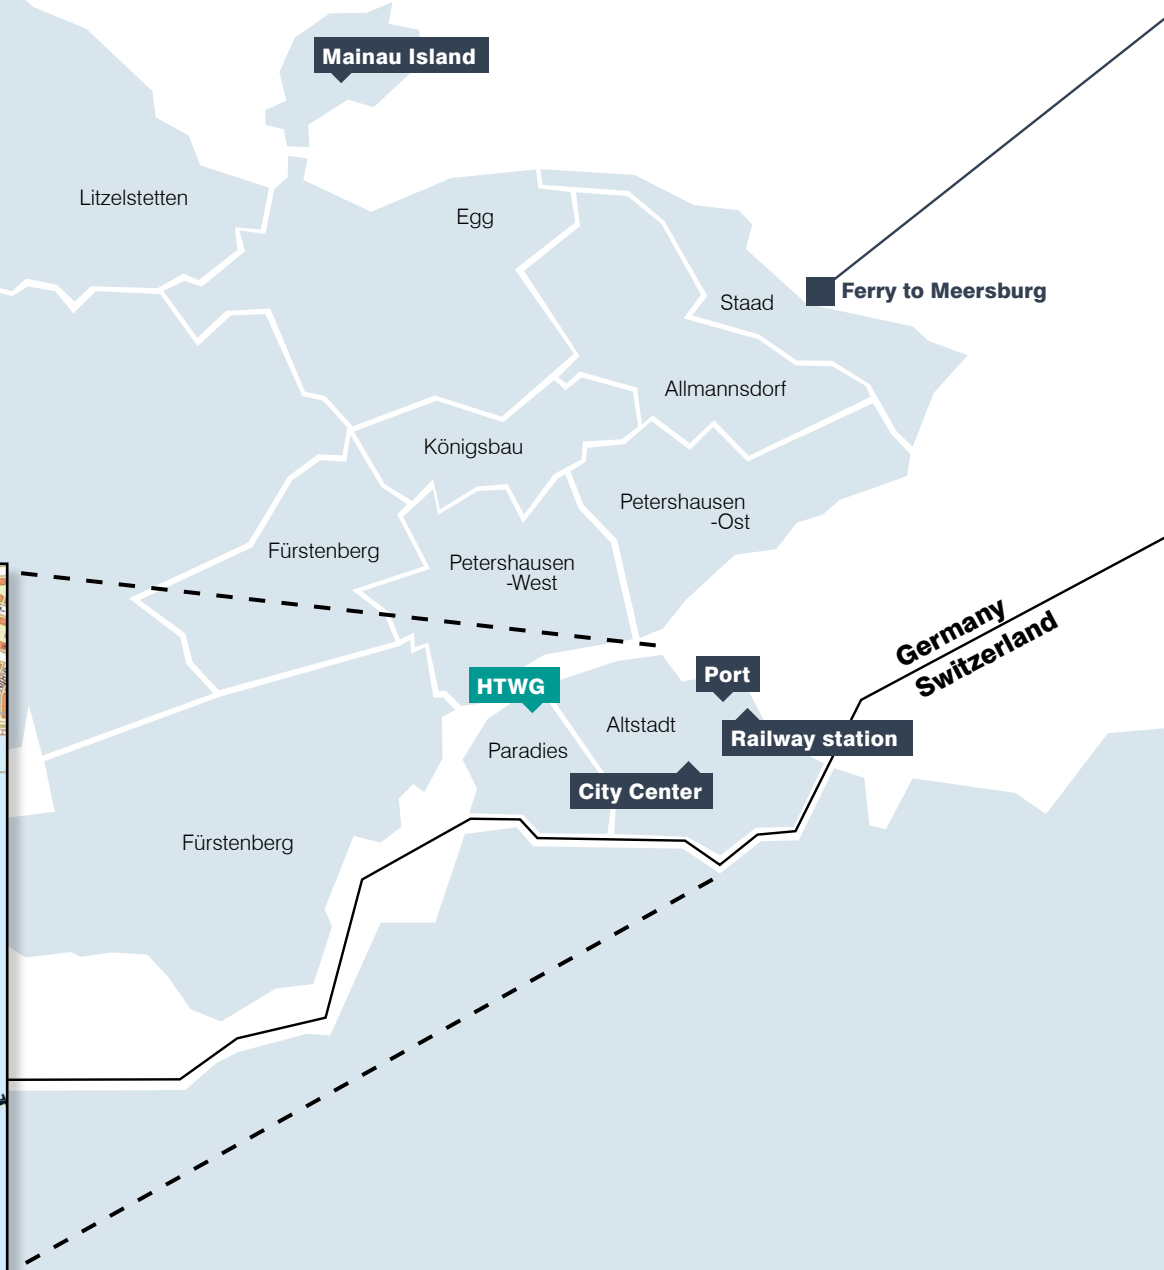 Mainau Island
Litzelstetten
Egg
Ferry to Meersburg
Staad
Allmannsdorf
Königsbau
Petershausen
-Ost
Fürstenberg
Petershausen
-West
Germany
Switzerland
Port
HTWG
Altstadt
Railway station
Paradies
City Center
Fürstenberg